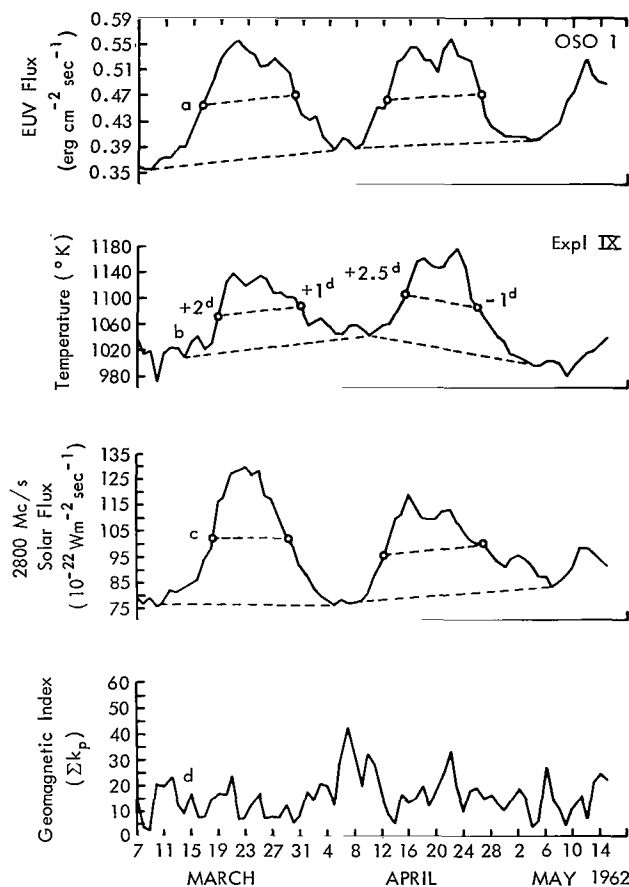 OSO 1
EUV Flux
(erg cm⁻² sec⁻¹)
0.59
0.55
0.51
0.47
0.43
0.39
0.35
a
Expl IX
Temperature (°K)
1180
1140
1100
1060
1020
980
+2ᵈ
+1ᵈ
+2.5ᵈ
-1ᵈ
b
2800 Mc/s
Solar Flux
(10⁻²² Wm⁻² sec⁻¹)
135
125
115
105
95
85
75
c
Geomagnetic Index
(Σkₚ)
60
50
40
30
20
10
0
d
7 11 15 19 23 27 31 4 8 12 16 20 24 28 2 6 10 14
MARCH APRIL MAY 1962